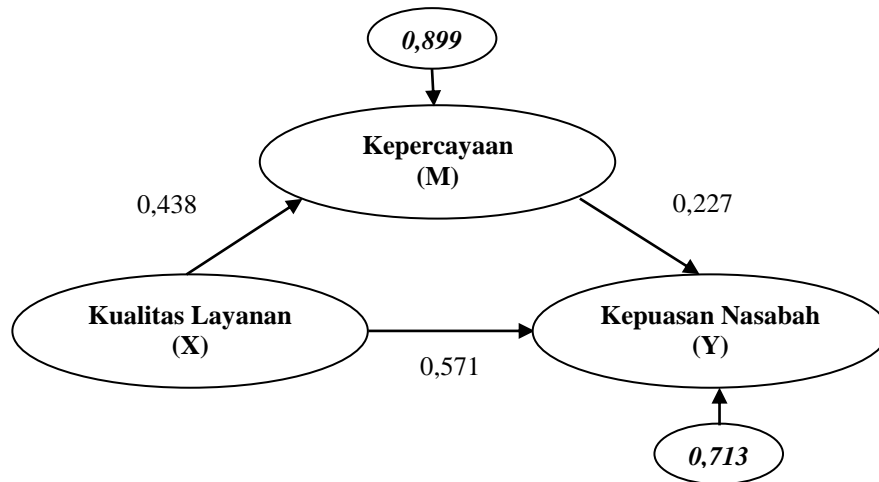 0,899
Kepercayaan
(M)
0,438
0,227
Kualitas Layanan
(X)
Kepuasan Nasabah
(Y)
0,571
0,713